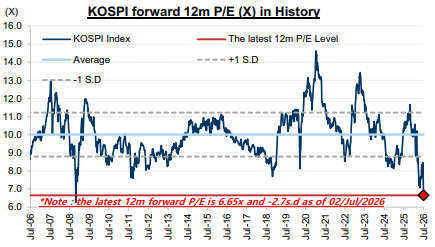 KOSPI forward 12m P/E (X) in History
(X)
16.0
15.0
14.0
13.0
12.0
11.0
10.0
9.0
8.0
7.0
6.0
KOSPI Index
The latest 12m P/E Level
Average
+1 S.D
-1 S.D
*Note : the latest 12m forward P/E is 6.65x and -2.7s.d as of 02/Jul/2026
Jul-06
Jul-07
Jul-08
Jul-09
Jul-10
Jul-11
Jul-12
Jul-13
Jul-14
Jul-15
Jul-16
Jul-17
Jul-18
Jul-19
Jul-20
Jul-21
Jul-22
Jul-23
Jul-24
Jul-25
Jul-26